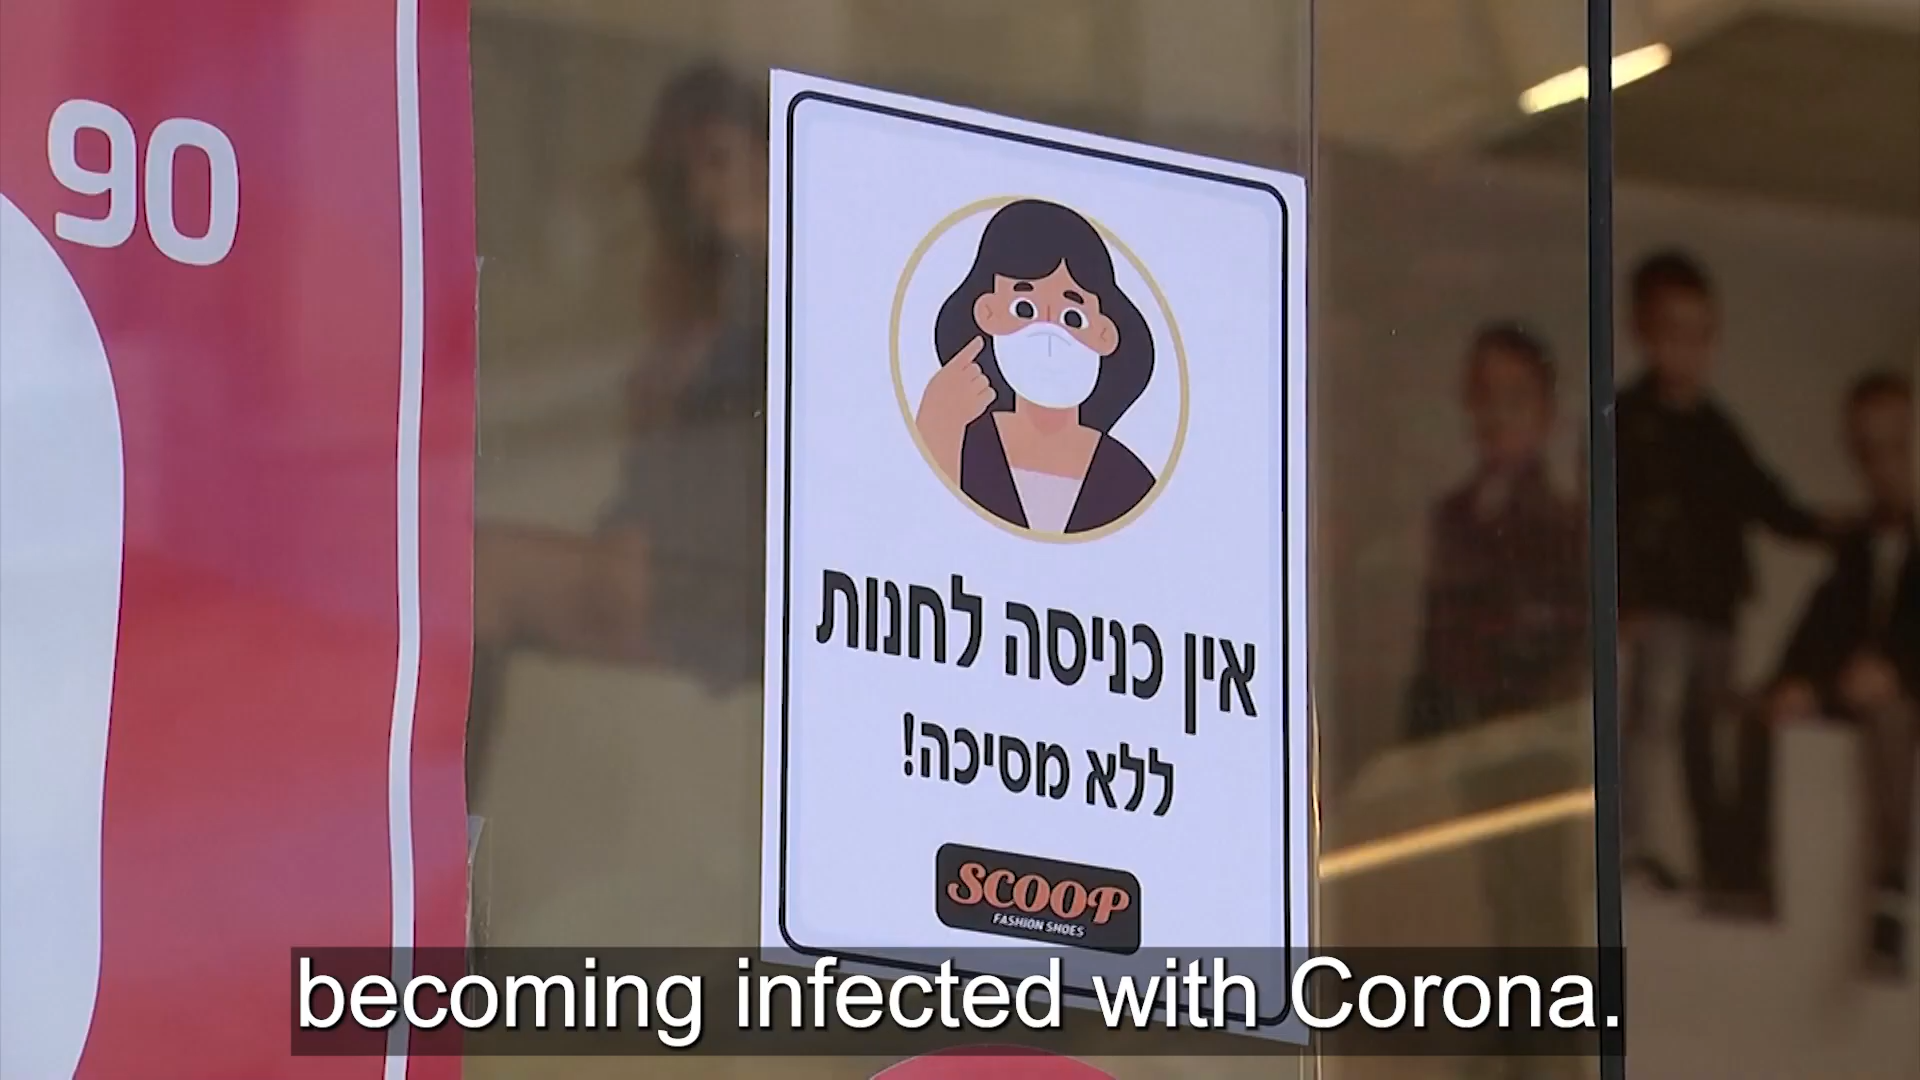 90
אין כניסה לחנות
ללא מסיכה!
SCOOP
FASHION SHOES
becoming infected with Corona.